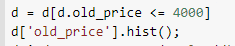 d = d[d.old_price <= 4000]
d['old_price'].hist();